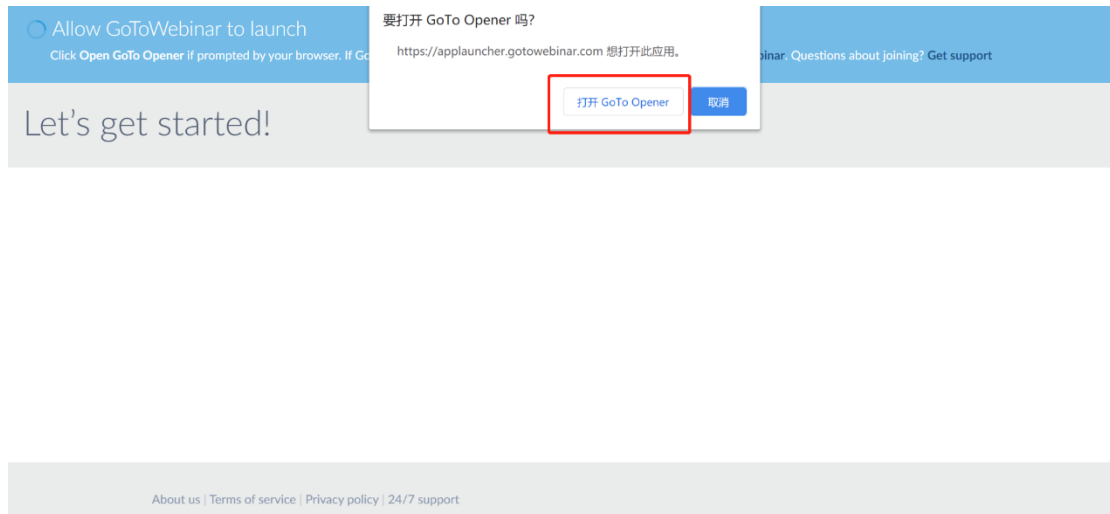 Allow GoToWebinar to launch
Click Open GoTo Opener if prompted by your browser. If
要打开 GoTo Opener 吗?
https://applauncher.gotowebinar.com 想打开此应用。
打开 GoTo Opener
取消
Questions about joining? Get support
Let's get started!
About us | Terms of service | Privacy policy | 24/7 support